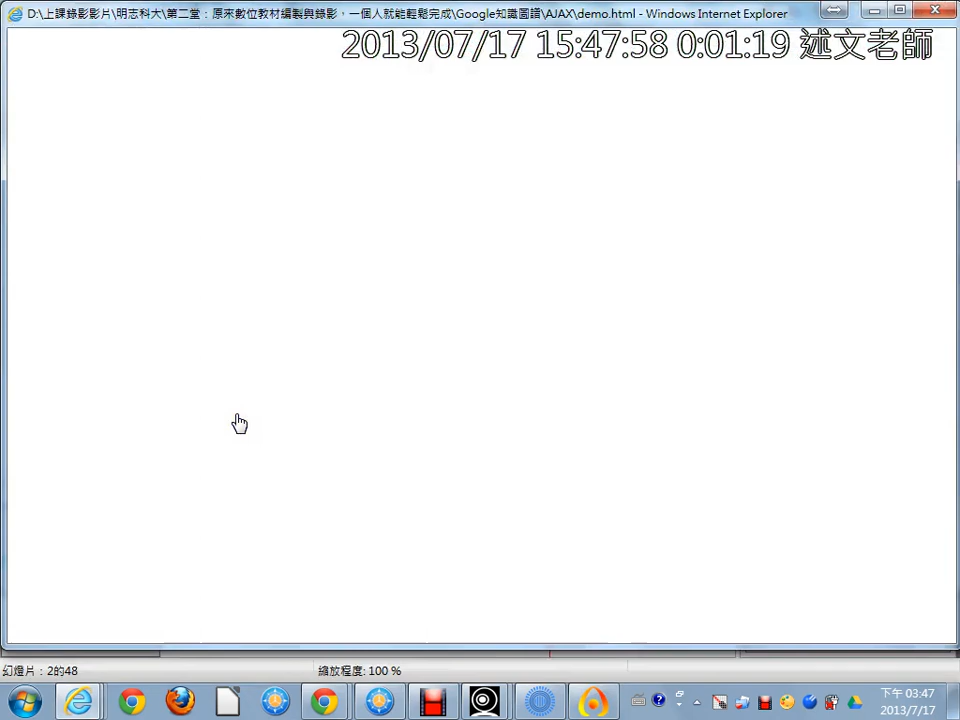 D:\上課錄影影片\明志科大\第二堂：原來數位教材編製與錄影，一個人就能輕鬆完成\Google知識圖譜\AJAX\demo.html - Windows Internet Explorer
2013/07/17 15:47:58 0:01:19 述文老師
幻燈片：2的48
縮放程度: 100 %
下午 03:47
2013/7/17